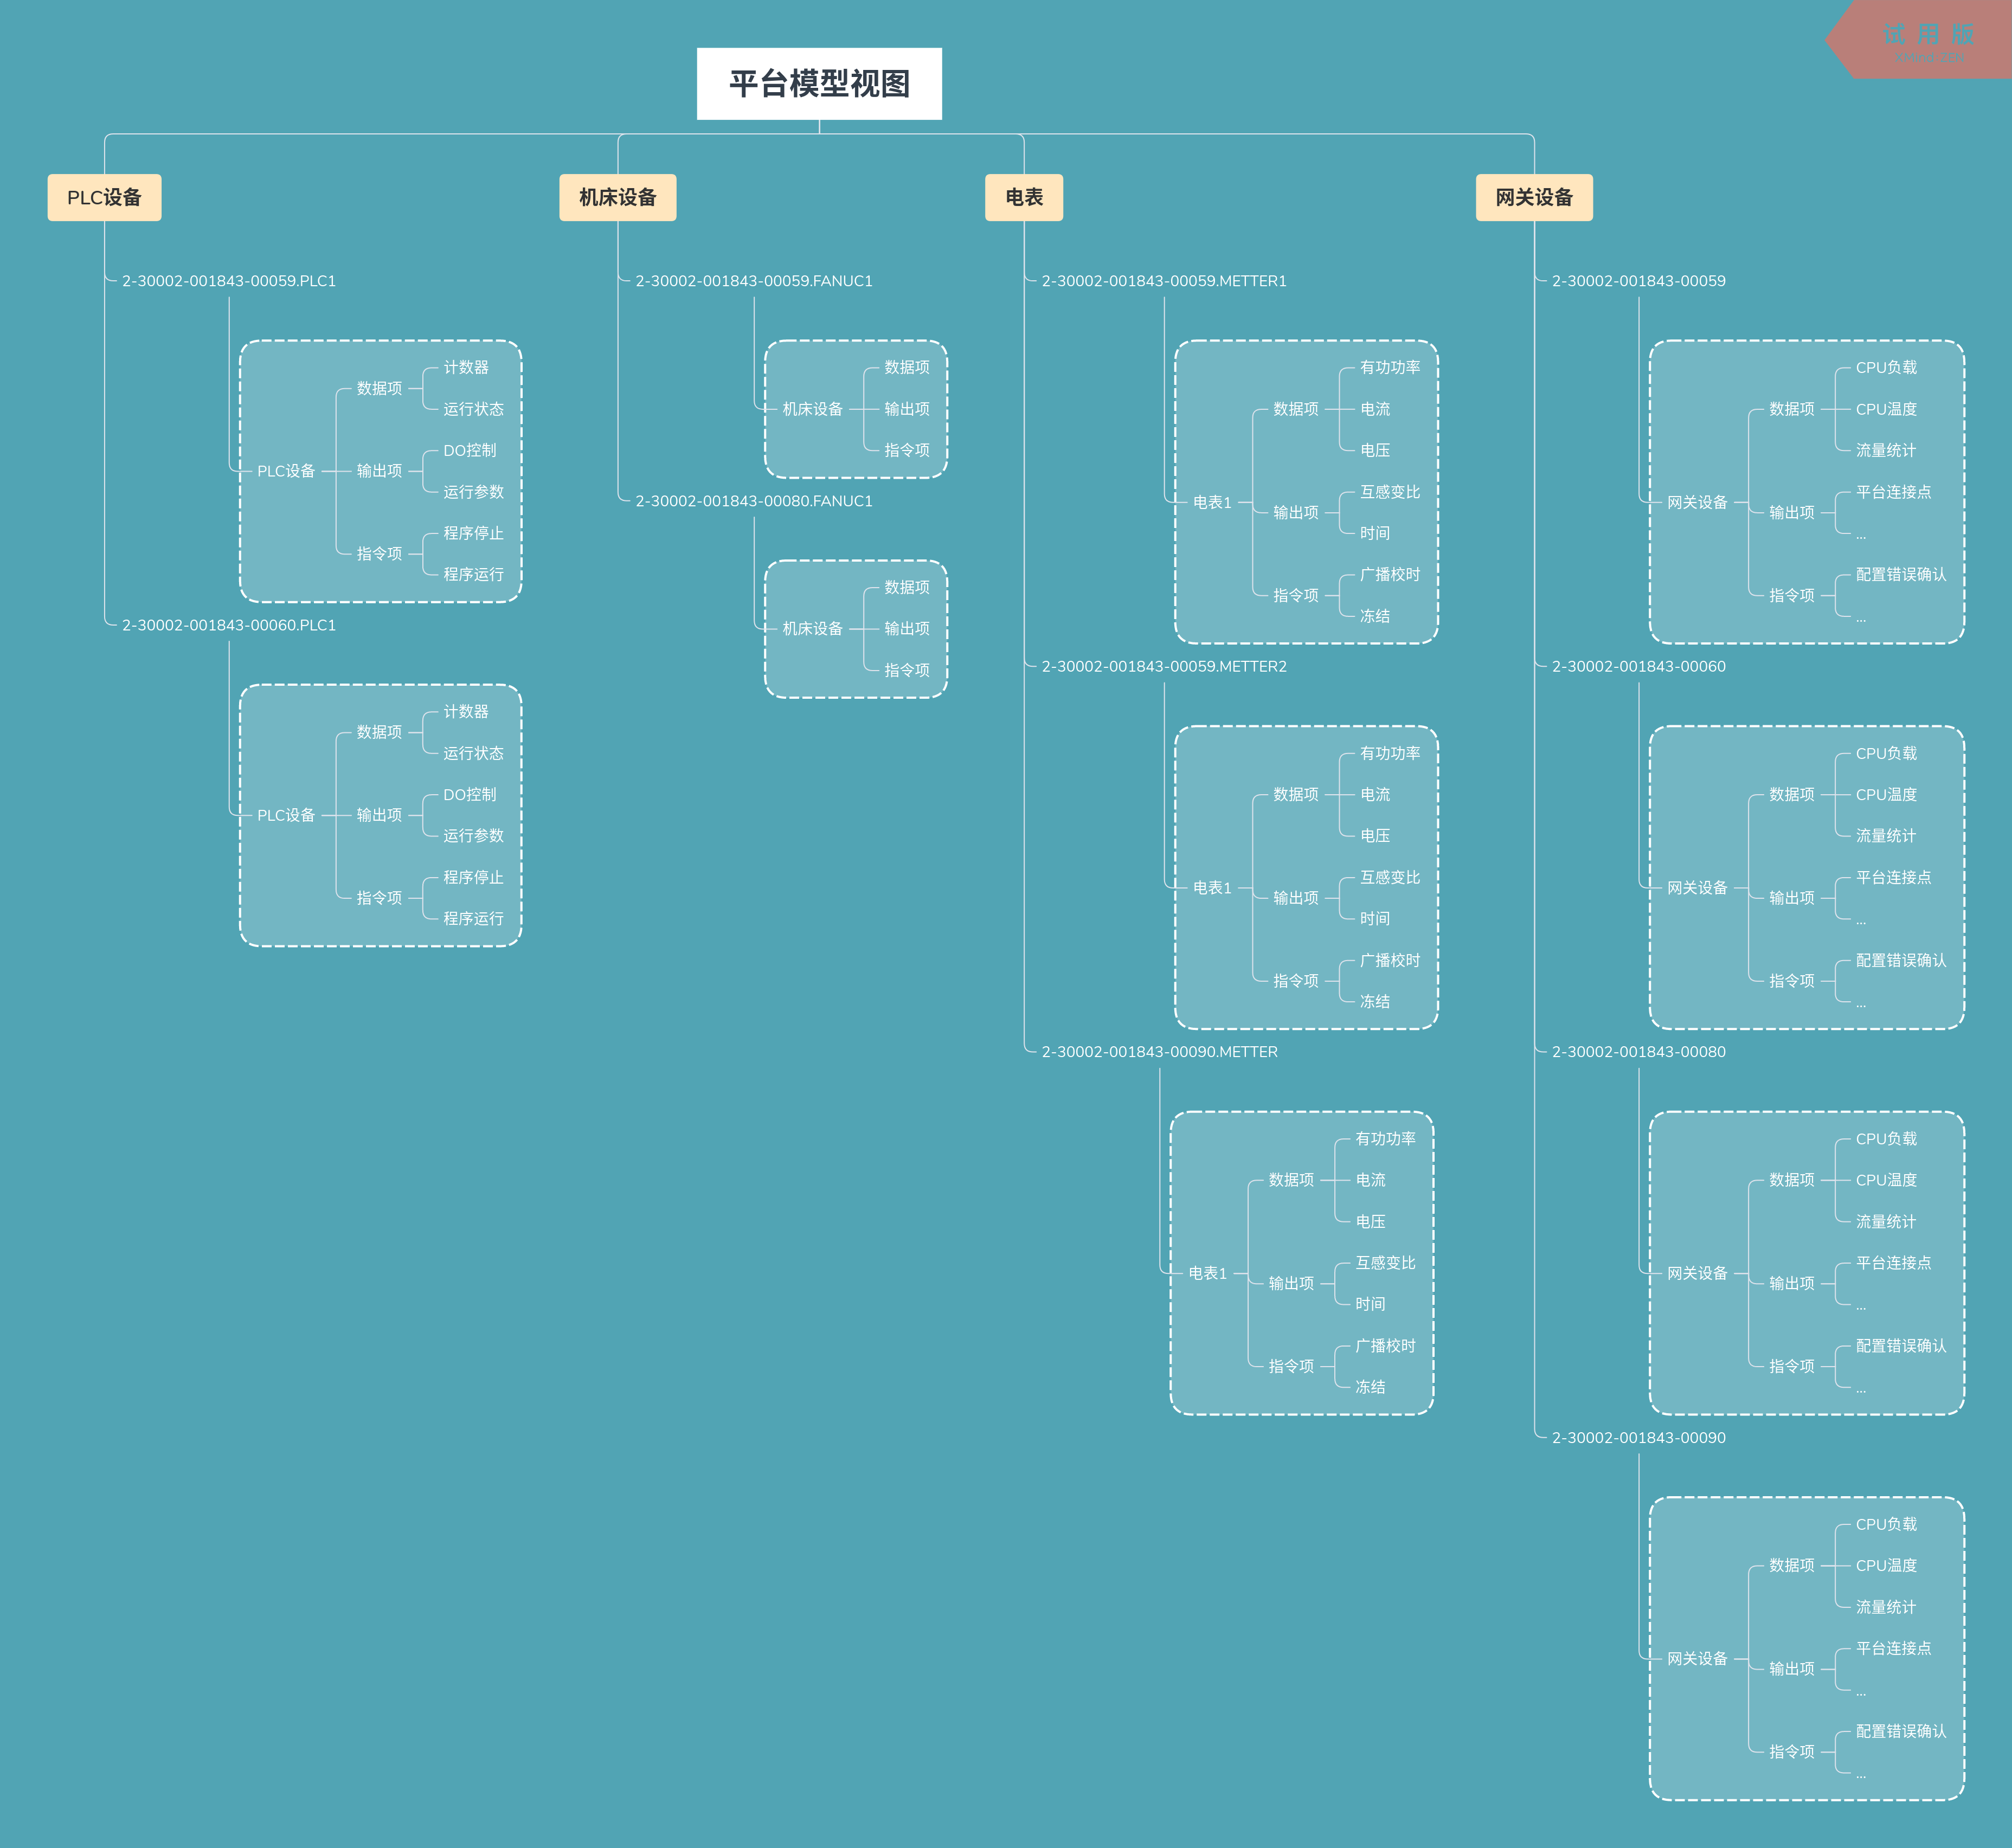 试用版
平台模型视图
PLC设备
2-30002-001843-00059.PLC1
PLC设备
数据项
计数器
运行状态
输出项
DO控制
运行参数
指令项
程序停止
程序运行
2-30002-001843-00060.PLC1
PLC设备
数据项
计数器
运行状态
输出项
DO控制
运行参数
指令项
程序停止
程序运行
机床设备
2-30002-001843-00059.FANUC1
机床设备
数据项
输出项
指令项
2-30002-001843-00080.FANUC1
机床设备
数据项
输出项
指令项
电表
2-30002-001843-00059.METTER1
电表1
数据项
有功功率
电流
电压
输出项
互感变比
时间
指令项
广播校时
冻结
2-30002-001843-00059.METTER2
电表1
数据项
有功功率
电流
电压
输出项
互感变比
时间
指令项
广播校时
冻结
2-30002-001843-00090.METTER
电表1
数据项
有功功率
电流
电压
输出项
互感变比
时间
指令项
广播校时
冻结
网关设备
2-30002-001843-00059
网关设备
数据项
CPU负载
CPU温度
流量统计
输出项
平台连接点
...
指令项
配置错误确认
...
2-30002-001843-00060
网关设备
数据项
CPU负载
CPU温度
流量统计
输出项
平台连接点
...
指令项
配置错误确认
...
2-30002-001843-00080
网关设备
数据项
CPU负载
CPU温度
流量统计
输出项
平台连接点
...
指令项
配置错误确认
...
2-30002-001843-00090
网关设备
数据项
CPU负载
CPU温度
流量统计
输出项
平台连接点
...
指令项
配置错误确认
...